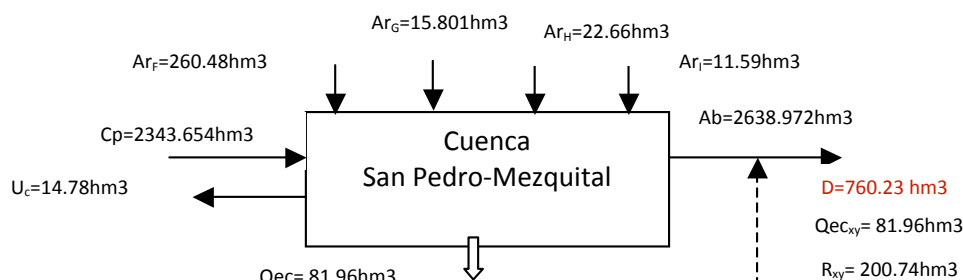 Ar_G=15.801hm3
Ar_H=22.66hm3
Ar_F=260.48hm3
Ar_I=11.59hm3
Cp=2343.654hm3
Cuenca
San Pedro-Mezquital
Ab=2638.972hm3
U_c=14.78hm3
D=760.23 hm3
Qec_xy= 81.96hm3
Qec= 81.96hm3
R_xy= 200.74hm3